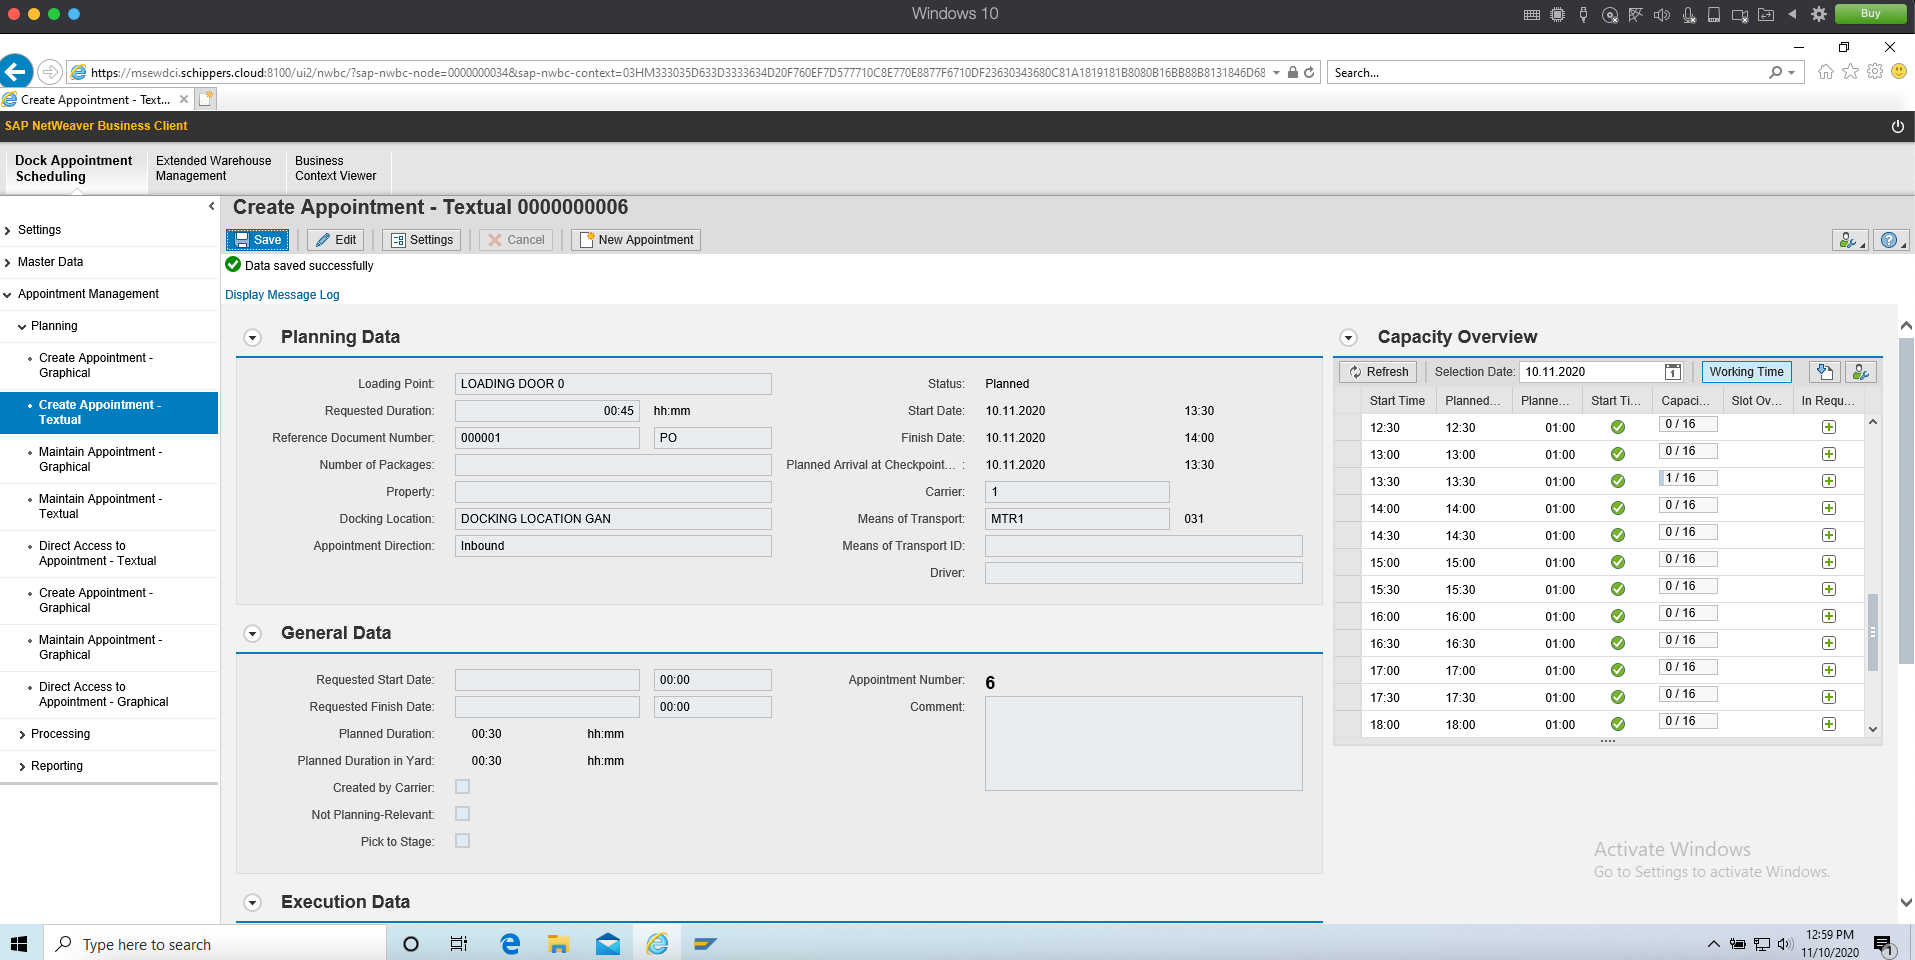 Windows 10
Buy
https://msewdci.schippers.cloud:8100/ui2/nwbc/?sap-nwbc-node=0000000034&sap-nwbc-context=03HM333035D633D3333634D20F760EF7D577710C8E770E8877F6710DF23630343680C81A1819181B8080B16BB88B8131846D68
Search...
Create Appointment - Text...
SAP NetWeaver Business Client
Dock Appointment Scheduling
Extended Warehouse Management
Business Context Viewer
Create Appointment - Textual 0000000006
Save
Edit
Settings
Cancel
New Appointment
Data saved successfully
Display Message Log
Settings
Master Data
Appointment Management
Planning
Create Appointment -
Graphical
Create Appointment -
Textual
Maintain Appointment -
Graphical
Maintain Appointment -
Textual
Direct Access to
Appointment - Textual
Create Appointment -
Graphical
Maintain Appointment -
Graphical
Direct Access to
Appointment - Graphical
Processing
Reporting
Planning Data
Loading Point: LOADING DOOR 0
Requested Duration: 00:45 hh:mm
Reference Document Number: 000001 PO
Number of Packages:
Property:
Docking Location: DOCKING LOCATION GAN
Appointment Direction: Inbound
Status: Planned
Start Date: 10.11.2020 13:30
Finish Date: 10.11.2020 14:00
Planned Arrival at Checkpoint... : 10.11.2020 13:30
Carrier: 1
Means of Transport: MTR1 031
Means of Transport ID:
Driver:
General Data
Requested Start Date: 00:00
Requested Finish Date: 00:00
Planned Duration: 00:30 hh:mm
Planned Duration in Yard: 00:30 hh:mm
Created by Carrier:
Not Planning-Relevant:
Pick to Stage:
Appointment Number: 6
Comment:
Execution Data
Capacity Overview
Refresh Selection Date: 10.11.2020 1 Working Time
Start Time Planned... Planne... Start Ti... Capaci... Slot Ov... In Requ...
12:30 12:30 01:00 0 / 16
13:00 13:00 01:00 0 / 16
13:30 13:30 01:00 1 / 16
14:00 14:00 01:00 0 / 16
14:30 14:30 01:00 0 / 16
15:00 15:00 01:00 0 / 16
15:30 15:30 01:00 0 / 16
16:00 16:00 01:00 0 / 16
16:30 16:30 01:00 0 / 16
17:00 17:00 01:00 0 / 16
17:30 17:30 01:00 0 / 16
18:00 18:00 01:00 0 / 16
Activate Windows
Go to Settings to activate Windows.
Type here to search
12:59 PM
11/10/2020
1